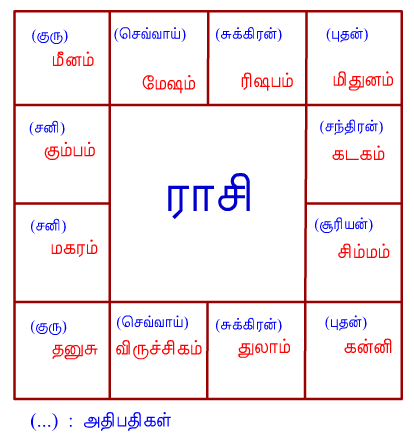 (குரு)
மீனம்
(செவ்வாய்)
மேஷம்
(சுக்கிரன்)
ரிஷபம்
(புதன்)
மிதுனம்
(சனி)
கும்பம்
(சந்திரன்)
கடகம்
ராசி
(சனி)
மகரம்
(சூரியன்)
சிம்மம்
(குரு)
தனுசு
(செவ்வாய்)
விருச்சிகம்
(சுக்கிரன்)
துலாம்
(புதன்)
கன்னி
(...) : அதிபதிகள்